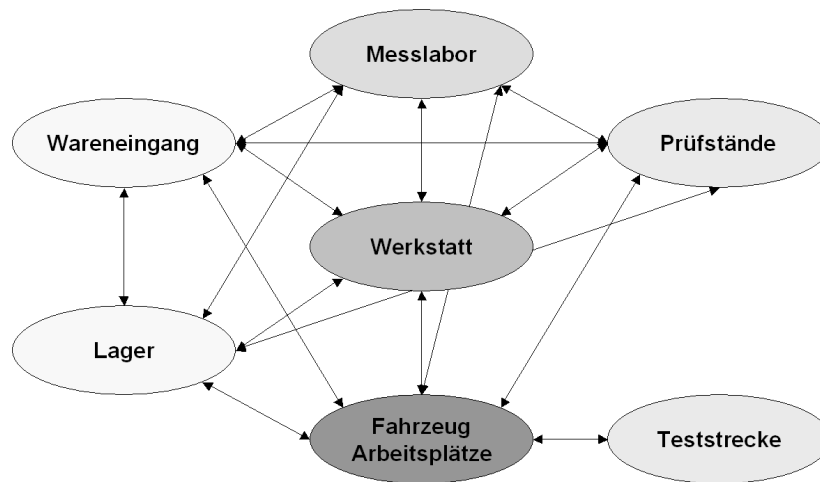 Messlabor
Wareneingang
Prüfstände
Werkstatt
Lager
Fahrzeug
Arbeitsplätze
Teststrecke